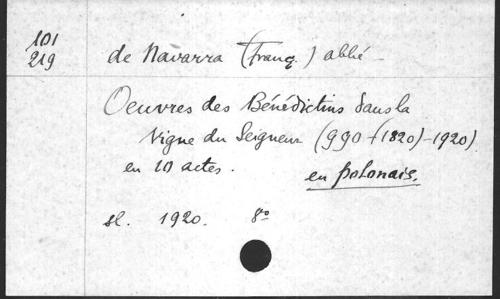 101
219
de Navarra (Franç.) abbé
Oeuvres des Bénédictins dans la
Vigne du Seigneur (990-(1820)-1920)
en 10 actes. en polonais.
sl. 1920. 8°